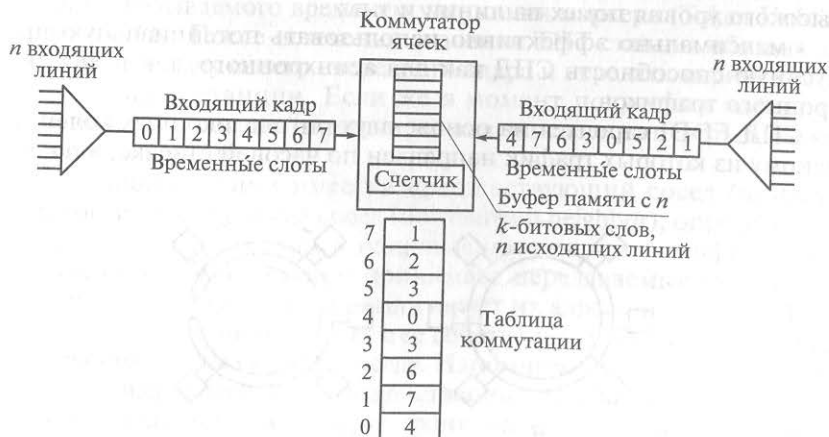 Коммутатор
ячеек
n входящих
линий
n входящих
линий
Входящий кадр
Входящий кадр
0 1 2 3 4 5 6 7
4 7 6 3 0 5 2 1
Временные слоты
Временные слоты
Счетчик
Буфер памяти с n
k-битовых слов,
n исходящих линий
7 1
6 2
5 3
4 0
3 3
2 6
1 7
0 4
Таблица
коммутации